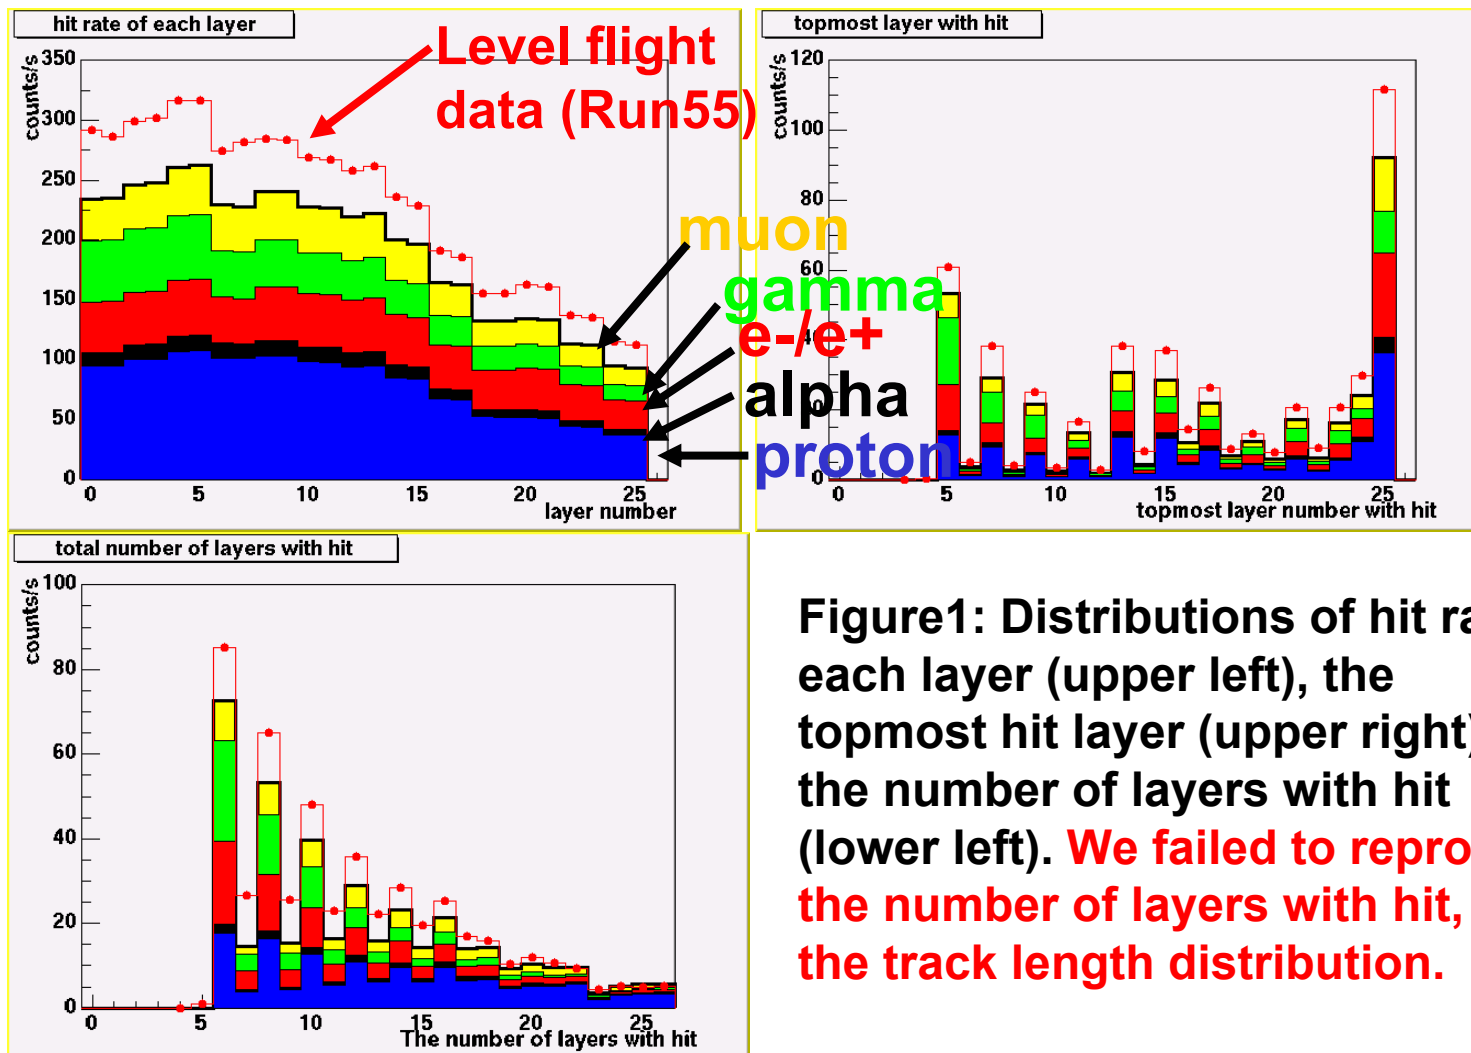 hit rate of each layer
counts/s
350
300
250
200
150
100
50
0
0 5 10 15 20 25
layer number
Level flight
data (Run55)
muon
gamma
e-/e+
alpha
proton
topmost layer with hit
counts/s
120
100
80
60
40
20
0
0 5 10 15 20 25
topmost layer number with hit
total number of layers with hit
counts/s
100
80
60
40
20
0
0 5 10 15 20 25
The number of layers with hit
Figure1: Distributions of hit ra
each layer (upper left), the
topmost hit layer (upper right)
the number of layers with hit
(lower left). We failed to repro
the number of layers with hit,
the track length distribution.